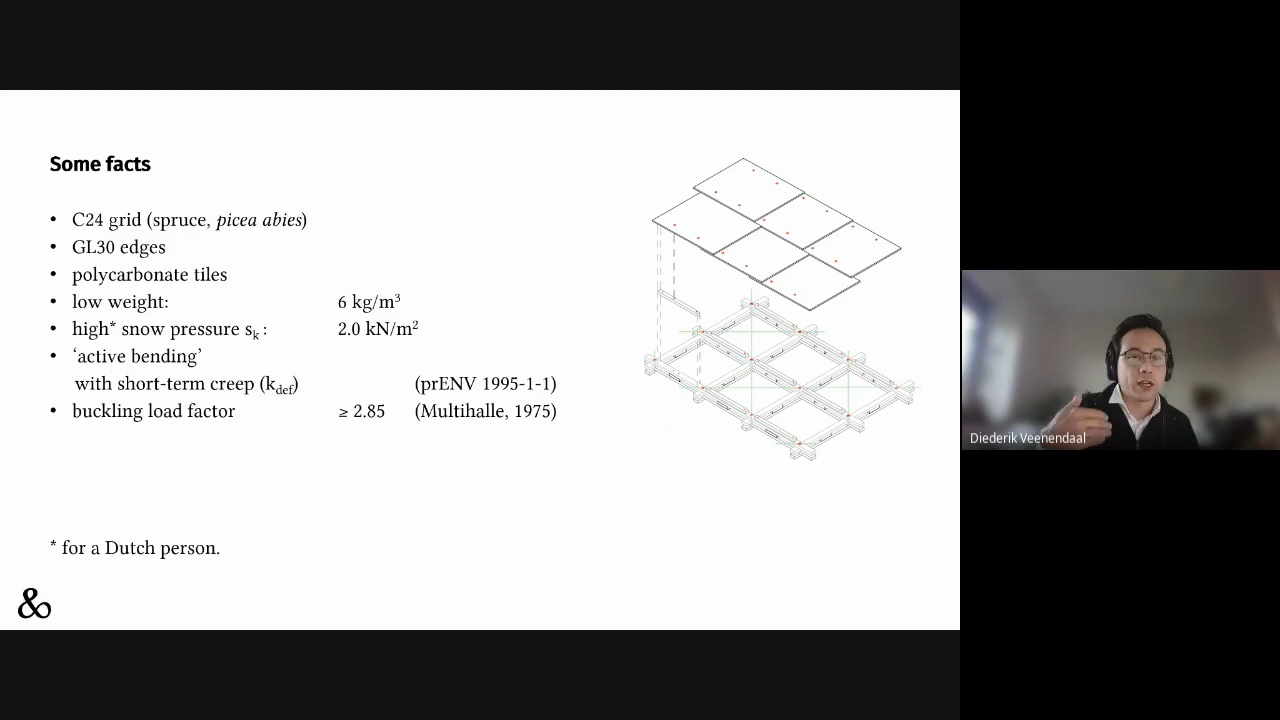 Some facts
• C24 grid (spruce, picea abies)
• GL30 edges
• polycarbonate tiles
• low weight: 6 kg/m³
• high* snow pressure sk : 2.0 kN/m²
• ‘active bending’
with short-term creep (kdef) (prENV 1995-1-1)
• buckling load factor ≥ 2.85 (Multihalle, 1975)
* for a Dutch person.
&
Diederik Veenendaal